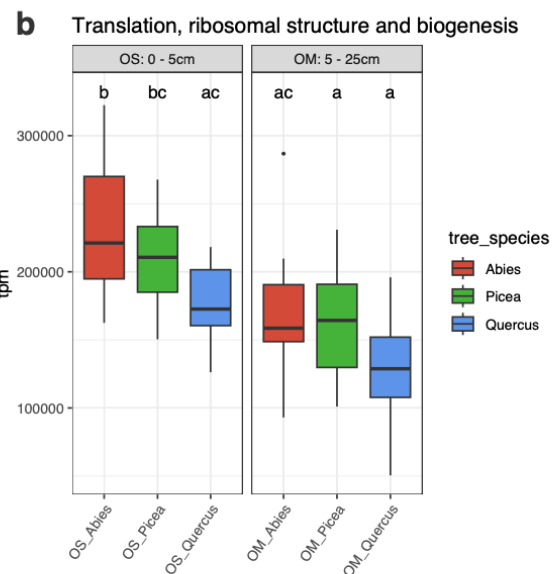 b Translation, ribosomal structure and biogenesis
OS: 0 - 5cm OM: 5 - 25cm
b bc ac ac a a
300000
200000
100000
tpm
tree_species
Abies
Picea
Quercus
OS_Abies OS_Picea OS_Quercus OM_Abies OM_Picea OM_Quercus